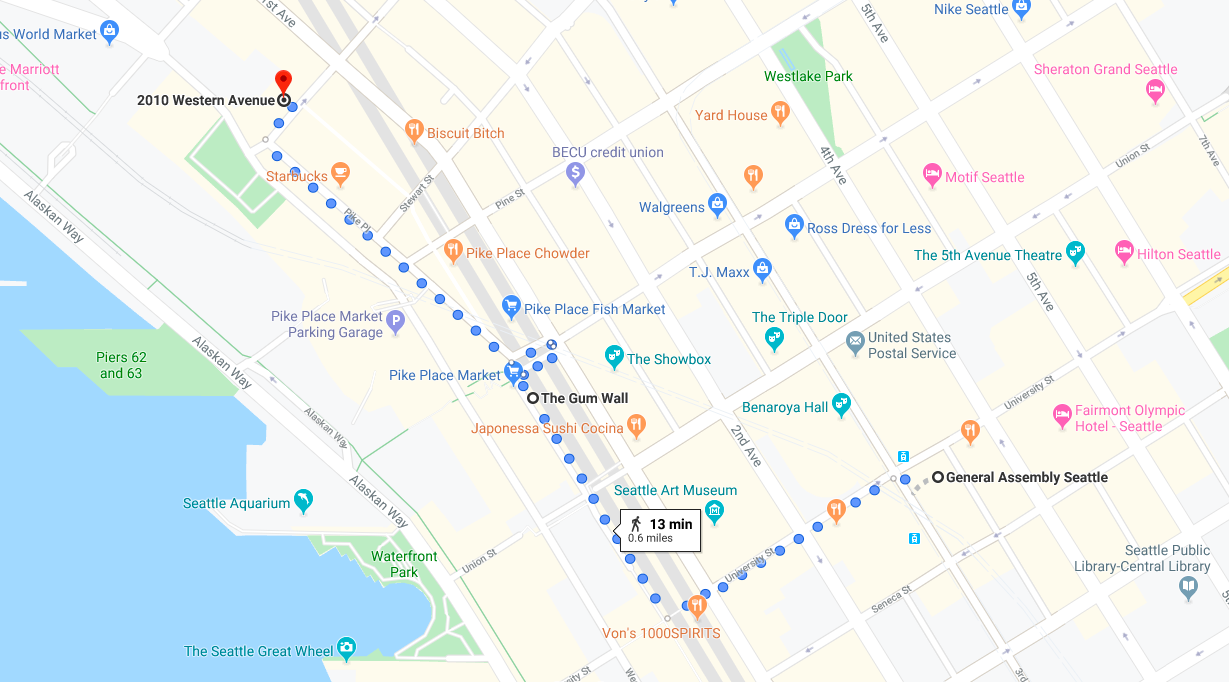 1st Ave
5th Ave
Nike Seattle
us World Market
e Marriott
front
2010 Western Avenue
Westlake Park
Sheraton Grand Seattle
Yard House
Biscuit Bitch
7th Ave
BECU credit union
4th Ave
Union St
Starbucks
Stewart St
Pine St
Motif Seattle
Alaskan Way
Pike Pl
Walgreens
Ross Dress for Less
Pike Place Chowder
The 5th Avenue Theatre
Hilton Seattle
T.J. Maxx
5th Ave
Pike Place Market
Parking Garage
Pike Place Fish Market
The Triple Door
United States
Postal Service
Piers 62
and 63
Alaskan Way
The Showbox
Pike Place Market
The Gum Wall
University St
Benaroya Hall
Fairmont Olympic
Hotel - Seattle
Alaskan Way
Japonessa Sushi Cocina
2nd Ave
General Assembly Seattle
Seattle Aquarium
Alaskan Way
Seattle Art Museum
13 min
0.6 miles
Waterfront
Park
Union St
University St
Seattle Public
Library-Central Library
Seneca St
Von's 1000SPIRITS
The Seattle Great Wheel
We
3rd
5